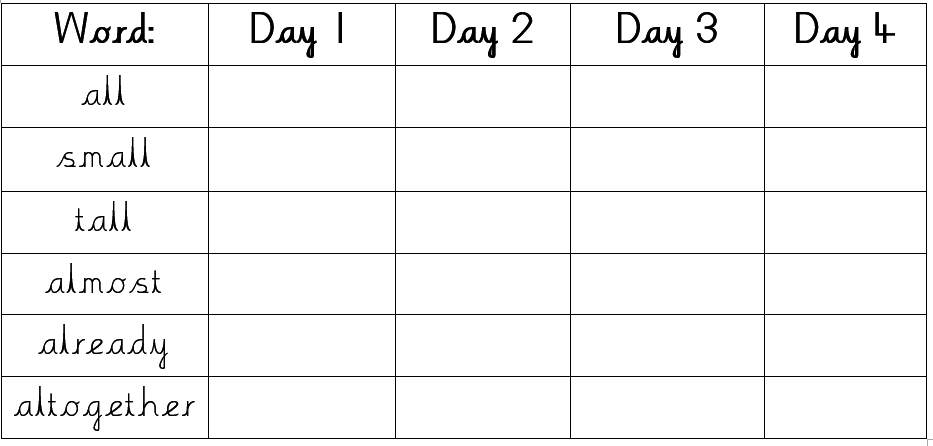 Word: Day 1 Day 2 Day 3 Day 4
all
small
tall
almost
already
altogether